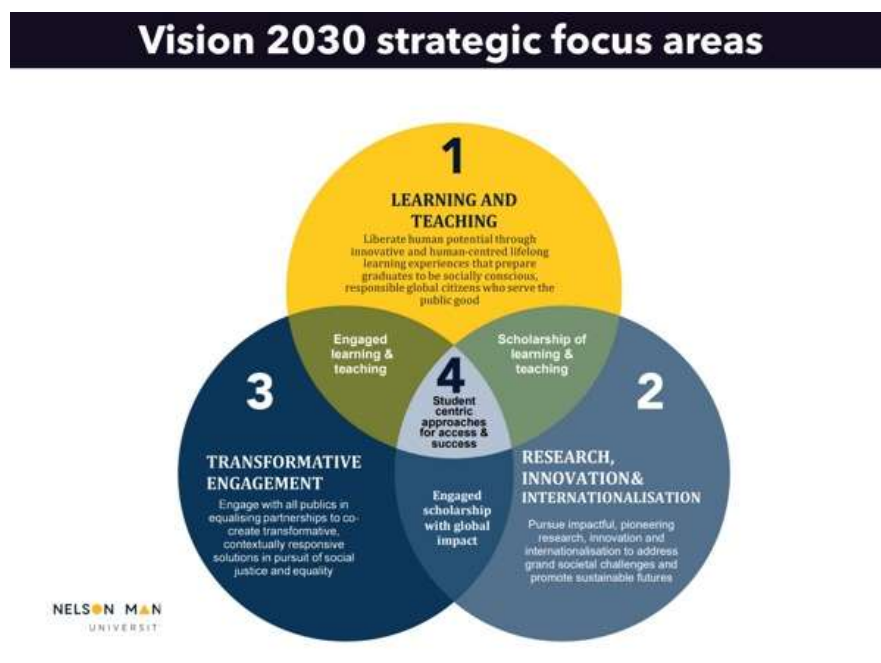 Vision 2030 strategic focus areas
1
LEARNING AND
TEACHING
Liberate human potential through
innovative and human-centred lifelong
learning experiences that prepare
graduates to be socially conscious,
responsible global citizens who serve the
public good
Engaged
learning &
teaching
Scholarship of
learning &
teaching
3
4
Student
centric
approaches
for access &
success
2
TRANSFORMATIVE
ENGAGEMENT
Engage with all publics in
equalising partnerships to co-
create transformative,
contextually responsive
solutions in pursuit of social
justice and equality
Engaged
scholarship
with global
impact
RESEARCH,
INNOVATION&
INTERNATIONALISATION
Pursue impactful, pioneering
research, innovation and
internationalisation to address
grand societal challenges and
promote sustainable futures
NELSON MAN
UNIVERSIT